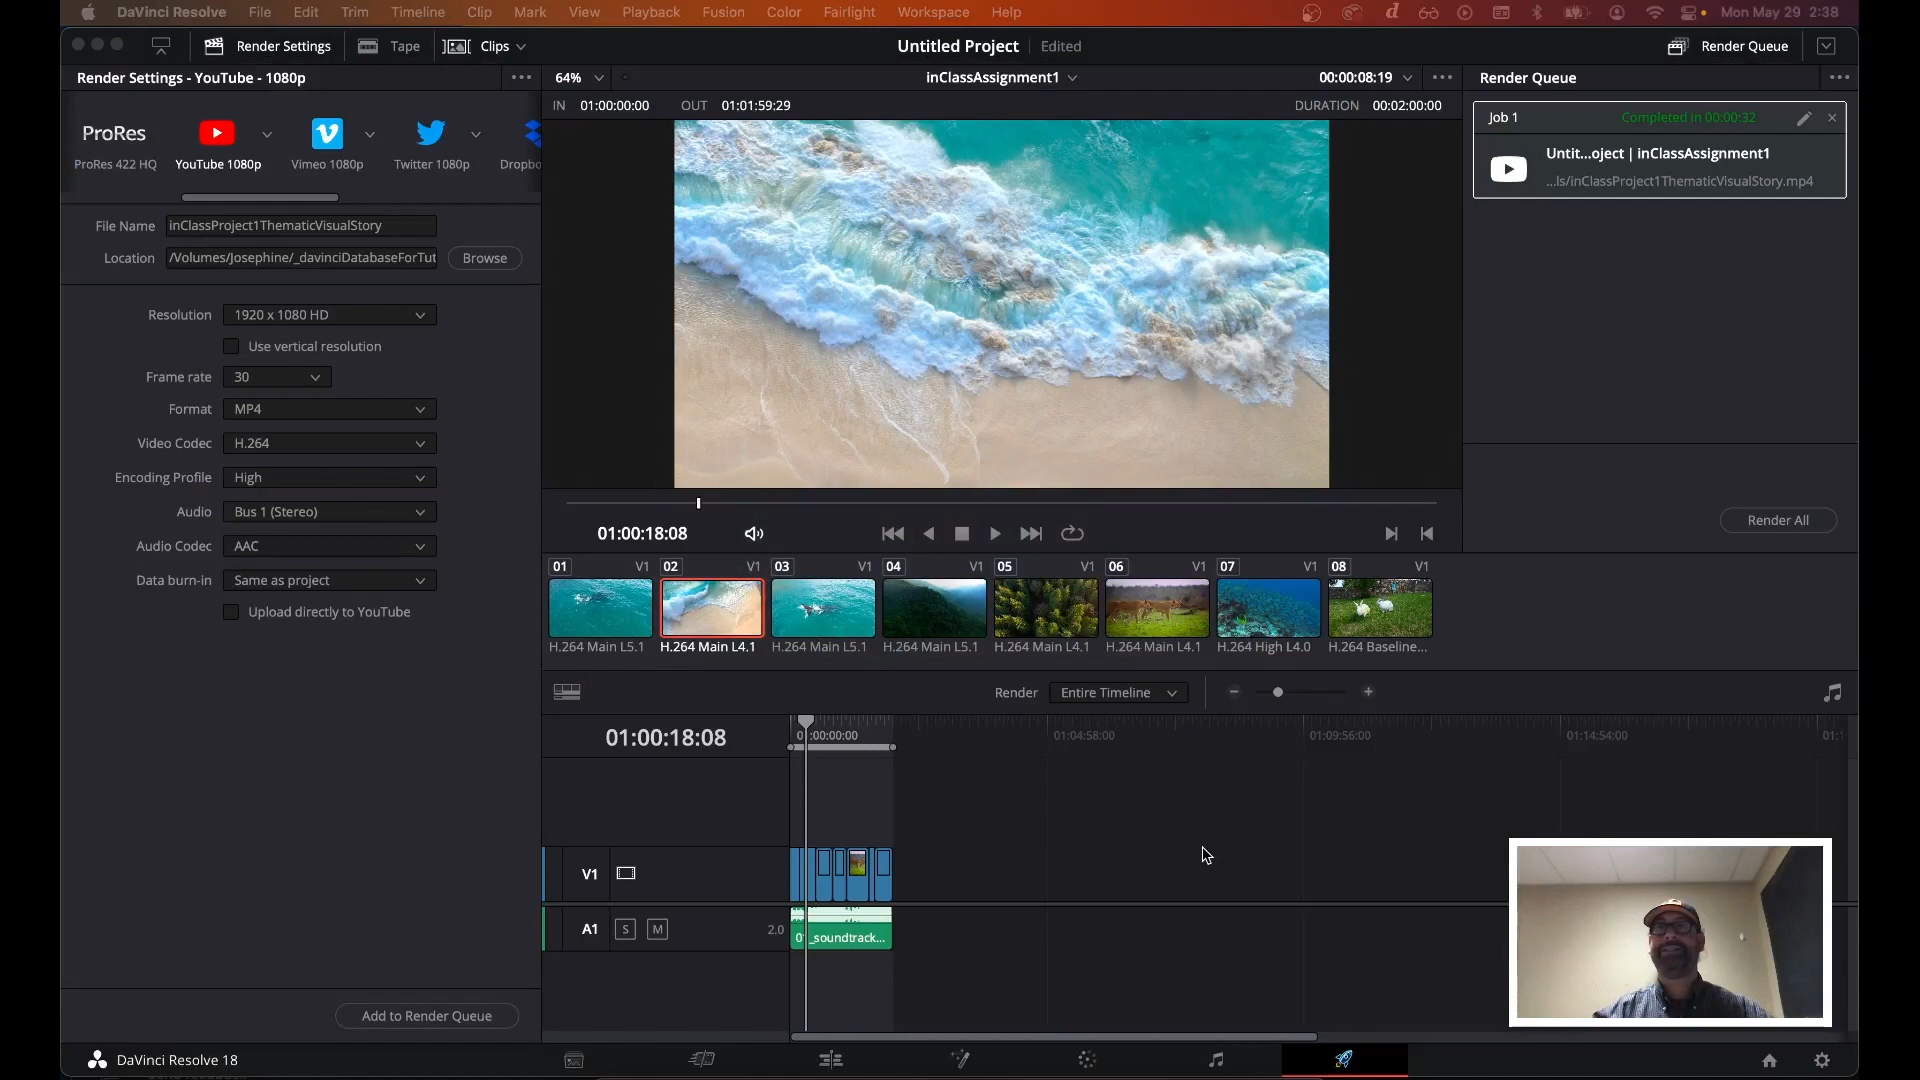 DaVinci Resolve File Edit Trim Timeline Clip Mark View Playback Fusion Color Fairlight Workspace Help Mon May 29 2:38
Render Settings Tape Clips Untitled Project Edited Render Queue
Render Settings - YouTube - 1080p 64% inClassAssignment1 00:00:08:19 Render Queue
IN 01:00:00:00 OUT 01:01:59:29 DURATION 00:02:00:00
Job 1 Completed in 00:00:32
ProRes
ProRes 422 HQ YouTube 1080p Vimeo 1080p Twitter 1080p Dropbo
Untit...oject | inClassAssignment1
...ls/inClassProject1ThematicVisualStory.mp4
File Name inClassProject1ThematicVisualStory
Location /Volumes/Josephine/_davinciDatabaseForTut Browse
Resolution 1920 x 1080 HD
Use vertical resolution
Frame rate 30
Format MP4
Video Codec H.264
Encoding Profile High
Audio Bus 1 (Stereo)
Audio Codec AAC
Data burn-in Same as project
Upload directly to YouTube
Render All
01:00:18:08
01 V1 02 V1 03 V1 04 V1 05 V1 06 V1 07 V1 08 V1
H.264 Main L5.1 H.264 Main L4.1 H.264 Main L5.1 H.264 Main L5.1 H.264 Main L4.1 H.264 Main L4.1 H.264 High L4.0 H.264 Baseline...
Render Entire Timeline
01:00:18:08 0 :00:00:00 01:04:58:00 01:09:56:00 01:14:54:00 01:1
V1
A1 S M 2.0 0 _soundtrack...
Add to Render Queue
DaVinci Resolve 18